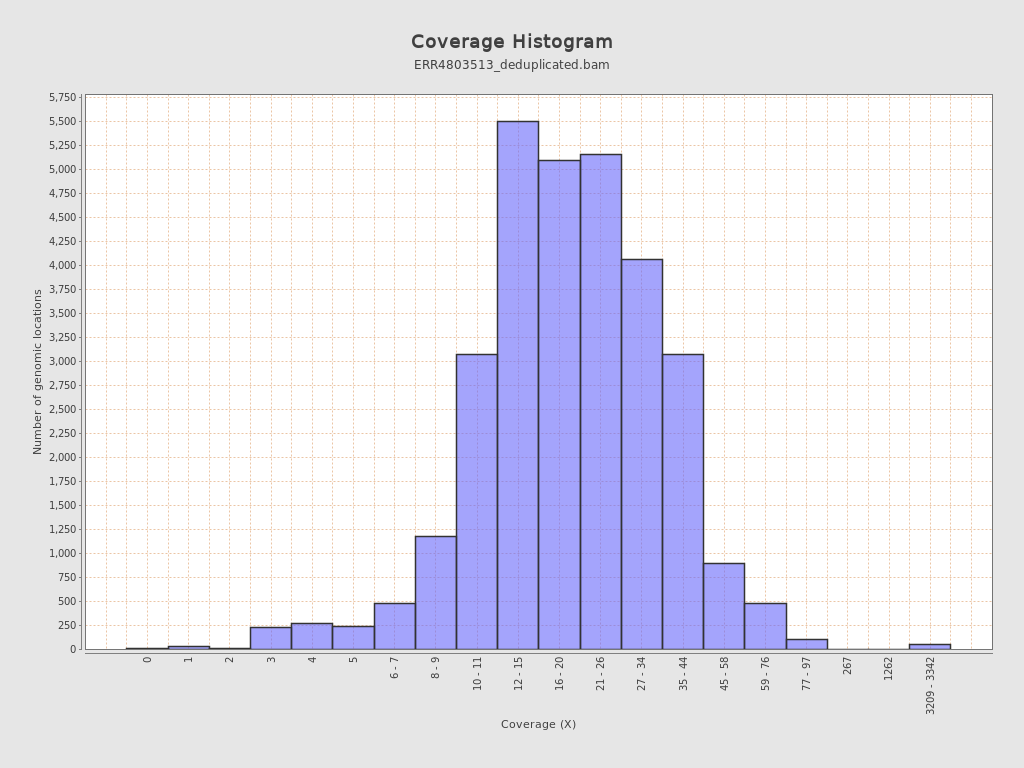 Coverage Histogram
ERR4803513_deduplicated.bam
5,750
5,500
5,250
5,000
4,750
4,500
4,250
4,000
3,750
3,500
3,250
3,000
2,750
2,500
2,250
2,000
1,750
1,500
1,250
1,000
750
500
250
0
Number of genomic locations
0
1
2
3
4
5
6 - 7
8 - 9
10 - 11
12 - 15
16 - 20
21 - 26
27 - 34
35 - 44
45 - 58
59 - 76
77 - 97
267
1262
3209 - 3342
Coverage (X)